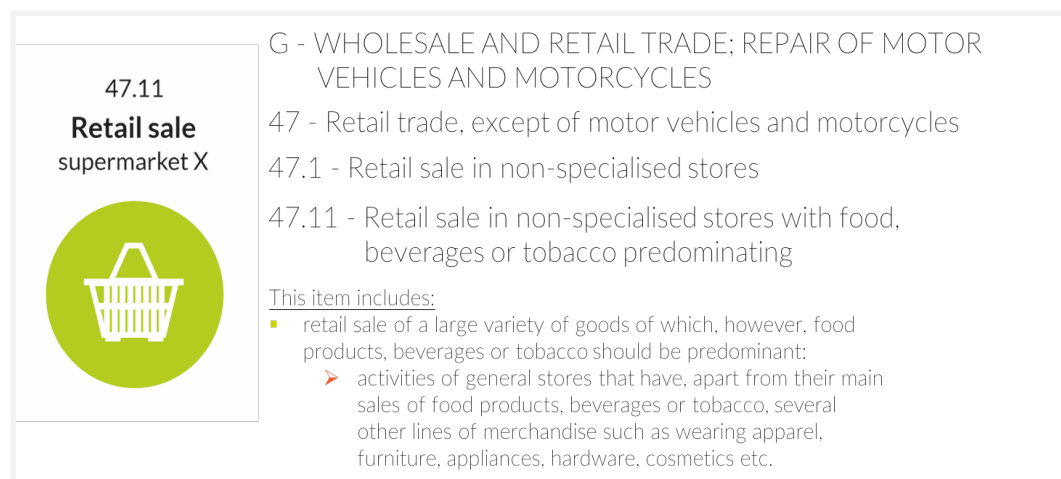 47.11
Retail sale
supermarket X
G - WHOLESALE AND RETAIL TRADE; REPAIR OF MOTOR
VEHICLES AND MOTORCYCLES
47 - Retail trade, except of motor vehicles and motorcycles
47.1 - Retail sale in non-specialised stores
47.11 - Retail sale in non-specialised stores with food,
beverages or tobacco predominating
This item includes:
▪ retail sale of a large variety of goods of which, however, food
products, beverages or tobacco should be predominant:
➢ activities of general stores that have, apart from their main
sales of food products, beverages or tobacco, several
other lines of merchandise such as wearing apparel,
furniture, appliances, hardware, cosmetics etc.